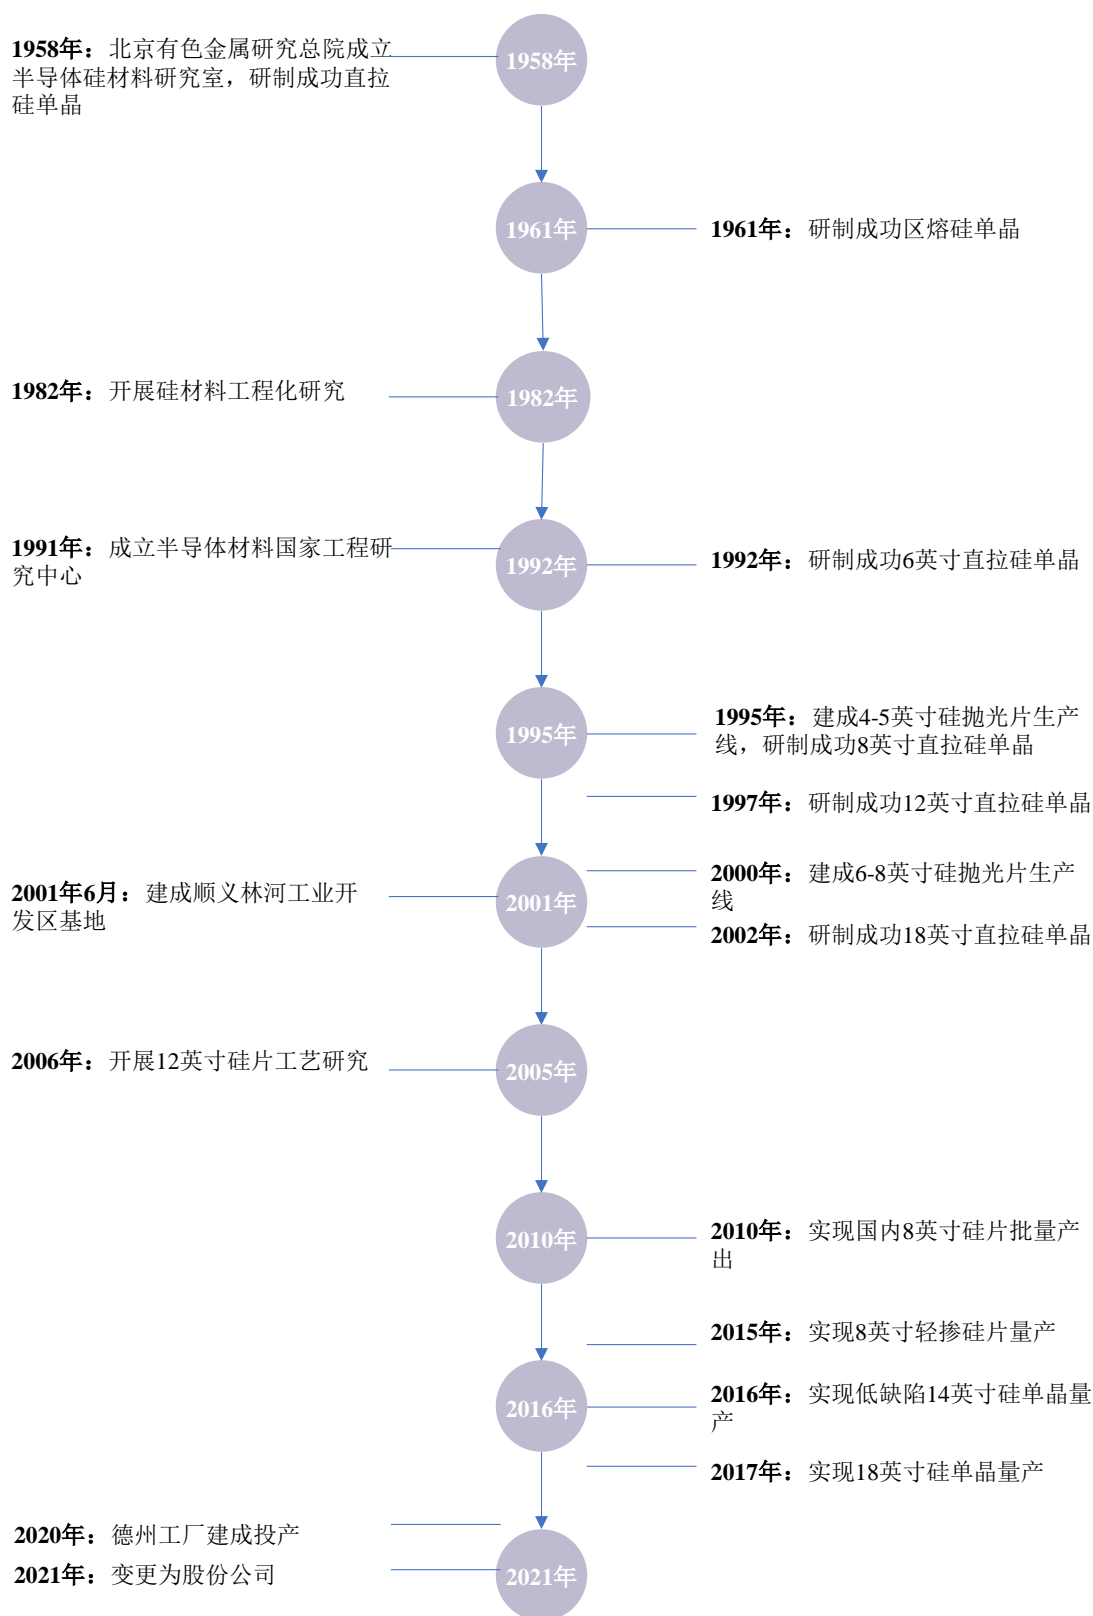 1958年：北京有色金属研究总院成立
半导体硅材料研究室，研制成功直拉
硅单晶
1958年
1961年
1961年：研制成功区熔硅单晶
1982年：开展硅材料工程化研究
1982年
1991年：成立半导体材料国家工程研
究中心
1992年
1992年：研制成功6英寸直拉硅单晶
1995年
1995年：建成4-5英寸硅抛光片生产
线，研制成功8英寸直拉硅单晶
1997年：研制成功12英寸直拉硅单晶
2001年6月：建成顺义林河工业开
发区基地
2001年
2000年：建成6-8英寸硅抛光片生产
线
2002年：研制成功18英寸直拉硅单晶
2006年：开展12英寸硅片工艺研究
2005年
2010年
2010年：实现国内8英寸硅片批量产
出
2015年：实现8英寸轻掺硅片量产
2016年
2016年：实现低缺陷14英寸硅单晶量
产
2017年：实现18英寸硅单晶量产
2020年：德州工厂建成投产
2021年：变更为股份公司
2021年